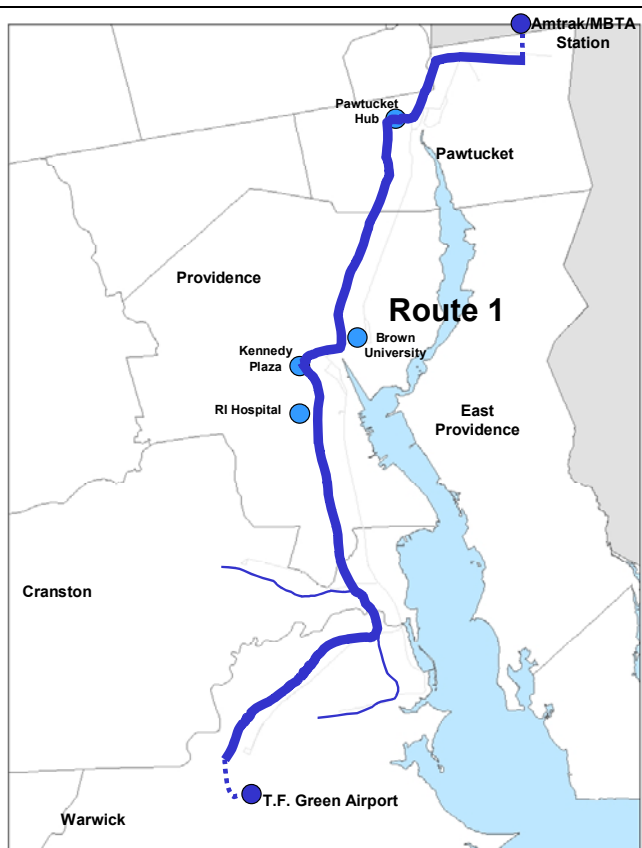 Amtrak/MBTA
Station
Pawtucket
Hub
Pawtucket
Providence
Route 1
Brown
University
Kennedy
Plaza
RI Hospital
East
Providence
Cranston
T.F. Green Airport
Warwick